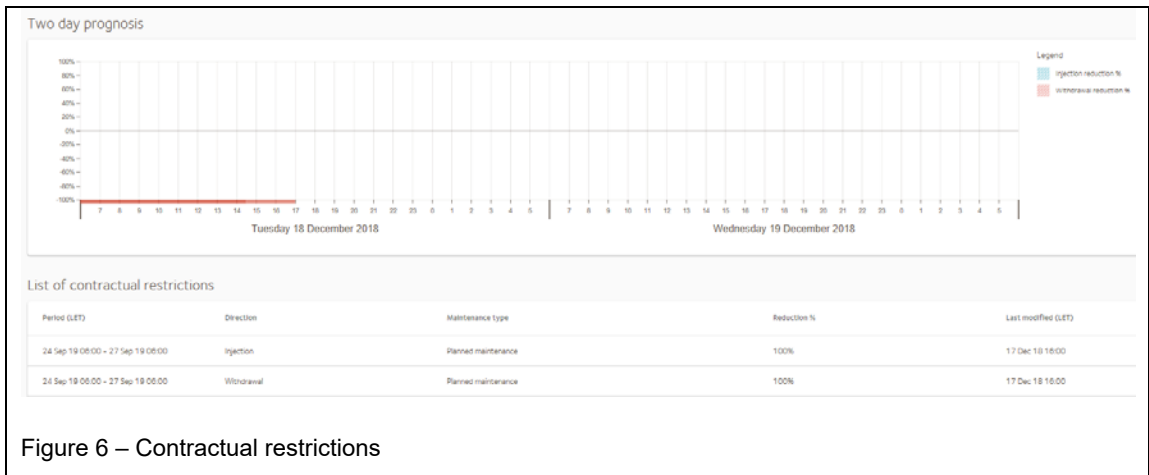 Two day prognosis
Legend
Injection reduction %
Withdrawal reduction %
100%
80%
60%
40%
20%
0%
-20%
-40%
-60%
-80%
-100%
7 8 9 10 11 12 13 14 15 16 17 18 19 20 21 22 23 0 1 2 3 4 5 7 8 9 10 11 12 13 14 15 16 17 18 19 20 21 22 23 0 1 2 3 4 5
Tuesday 18 December 2018 Wednesday 19 December 2018
List of contractual restrictions
Period (LET) Direction Maintenance type Reduction % Last modified (LET)
24 Sep 19 06:00 – 27 Sep 19 06:00 Injection Planned maintenance 100% 17 Dec 18 16:00
24 Sep 19 06:00 – 27 Sep 19 06:00 Withdrawal Planned maintenance 100% 17 Dec 18 16:00
Figure 6 – Contractual restrictions